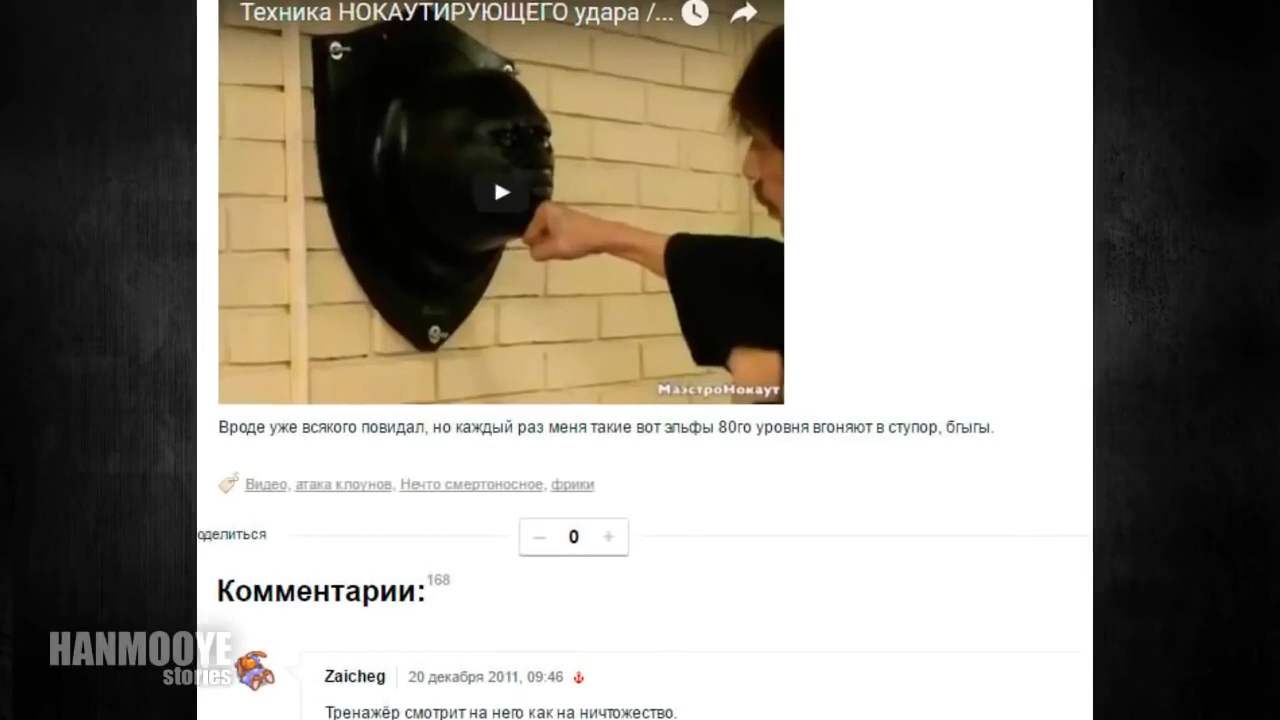 Техника НОКАУТИРУЮЩЕГО удара /...
МаэстроНокаут
Вроде уже всякого повидал, но каждый раз меня такие вот эльфы 80го уровня вгоняют в ступор, бгыгы.
Видео, атака клоунов, Нечто смертоносное, фрики
оделиться
0
Комментарии: 168
HANMOOYE
stories
Zaicheg 20 декабря 2011, 09:46
Тренажёр смотрит на него как на ничтожество.